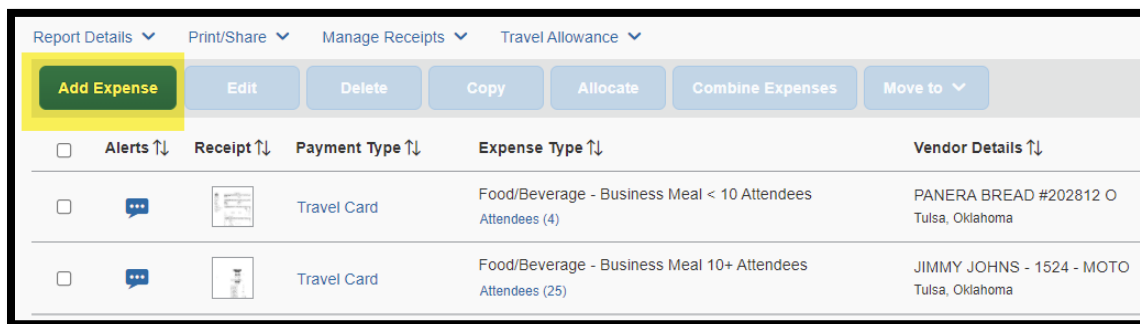 Report Details Print/Share Manage Receipts Travel Allowance
Add Expense Edit Delete Copy Allocate Combine Expenses Move to
Alerts Receipt Payment Type Expense Type Vendor Details
Food/Beverage - Business Meal < 10 Attendees PANERA BREAD #202812 O
Travel Card
Attendees (4) Tulsa, Oklahoma
Food/Beverage - Business Meal 10+ Attendees JIMMY JOHNS - 1524 - MOTO
Travel Card
Attendees (25) Tulsa, Oklahoma